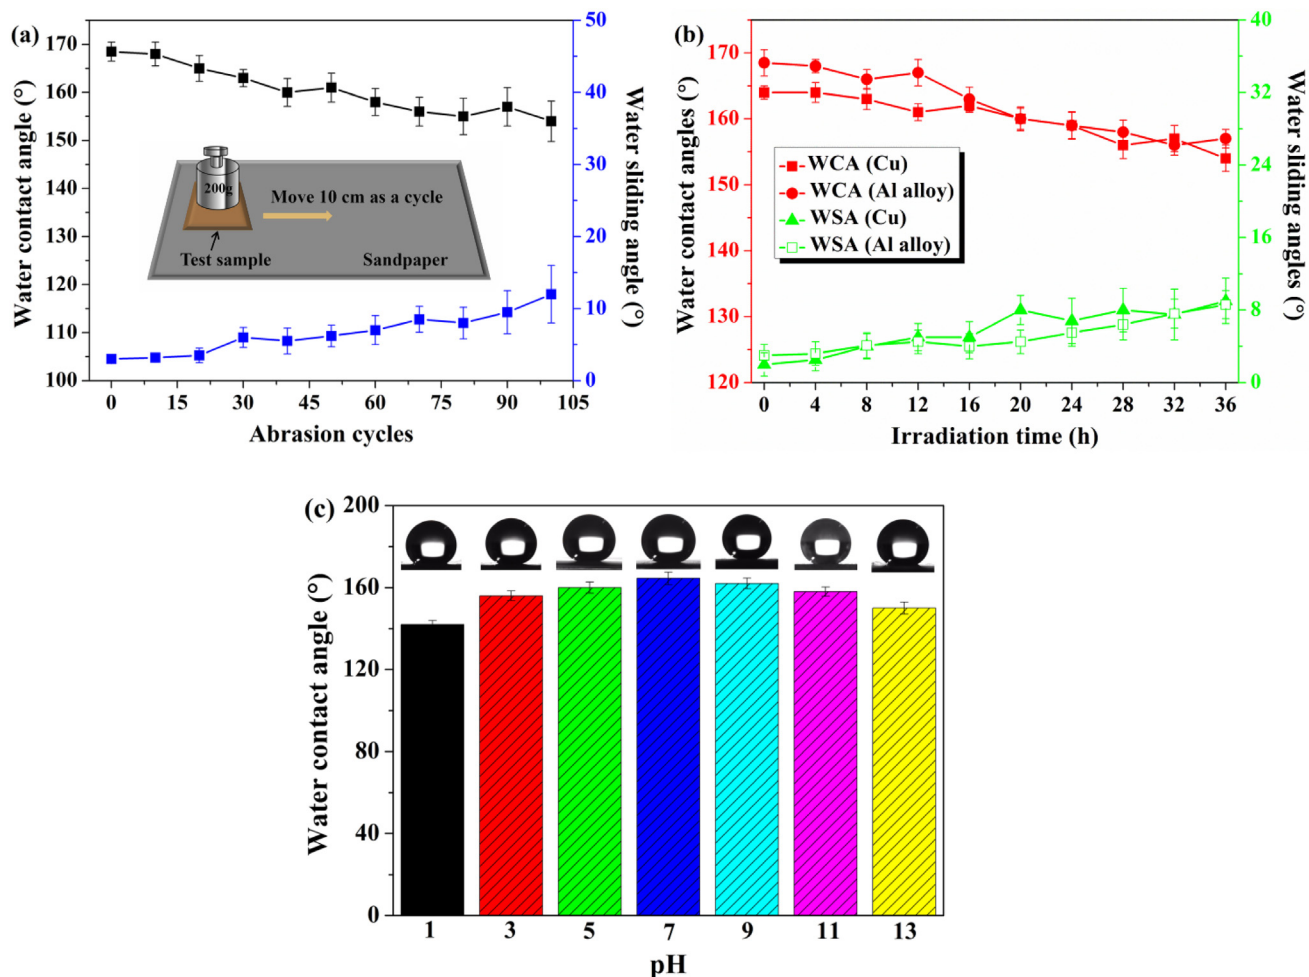 (a)
Water contact angle (°)
170
160
150
140
130
120
110
100
200g
Move 10 cm as a cycle
Test sample
Sandpaper
50
40
30
20
10
0
Water sliding angle (°)
0 15 30 45 60 75 90 105
Abrasion cycles
(b)
Water contact angles (°)
170
160
150
140
130
120
WCA (Cu)
WCA (Al alloy)
WSA (Cu)
WSA (Al alloy)
40
32
24
16
8
0
Water sliding angles (°)
0 4 8 12 16 20 24 28 32 36
Irradiation time (h)
(c)
Water contact angle (°)
200
160
120
80
40
0
1 3 5 7 9 11 13
pH